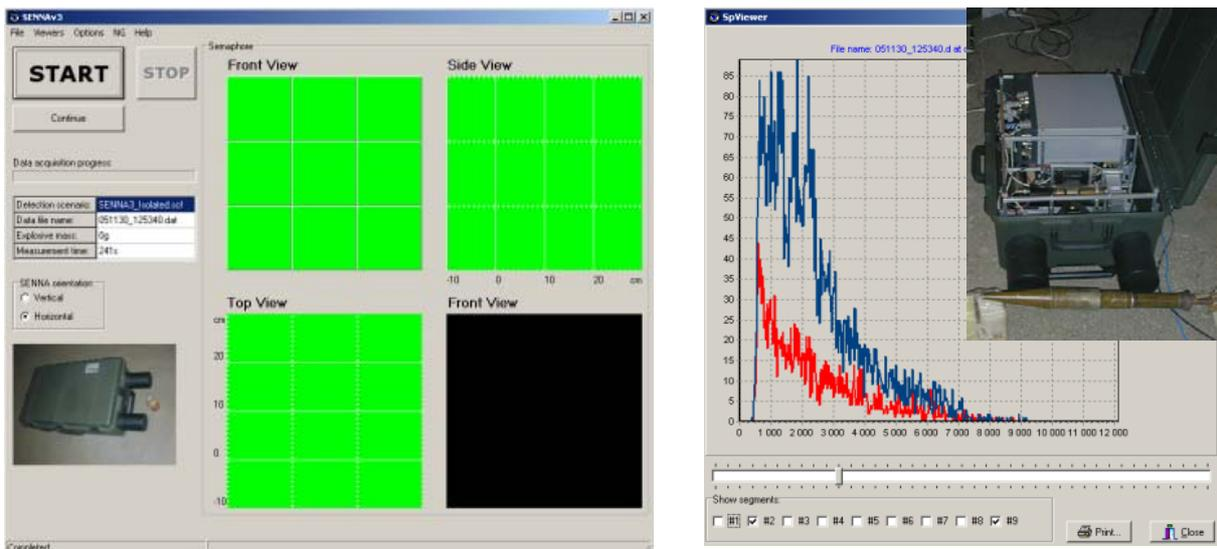 SENNAv3
File Viewers Options NG Help
START
STOP
Continue
Data acquisition progress:
Detection scenario: SENNA3_Isolated.scf
Data file name: 051130_125340.dat
Explosive mass: 0g
Measurement time: 241s
SENNA orientation
Vertical
Horizontal
Completed
Semaphore
Front View
Side View
-10 0 10 20 cm
Top View
Front View
cm
20
10
0
-10
SpViewer
File name: 051130_125340.d at
85
80
75
70
65
60
55
50
45
40
35
30
25
20
15
10
5
0
0 1 000 2 000 3 000 4 000 5 000 6 000 7 000 8 000 9 000 10 000 11 000 12 000
Show segments:
#1 #2 #3 #4 #5 #6 #7 #8 #9
Print... Close